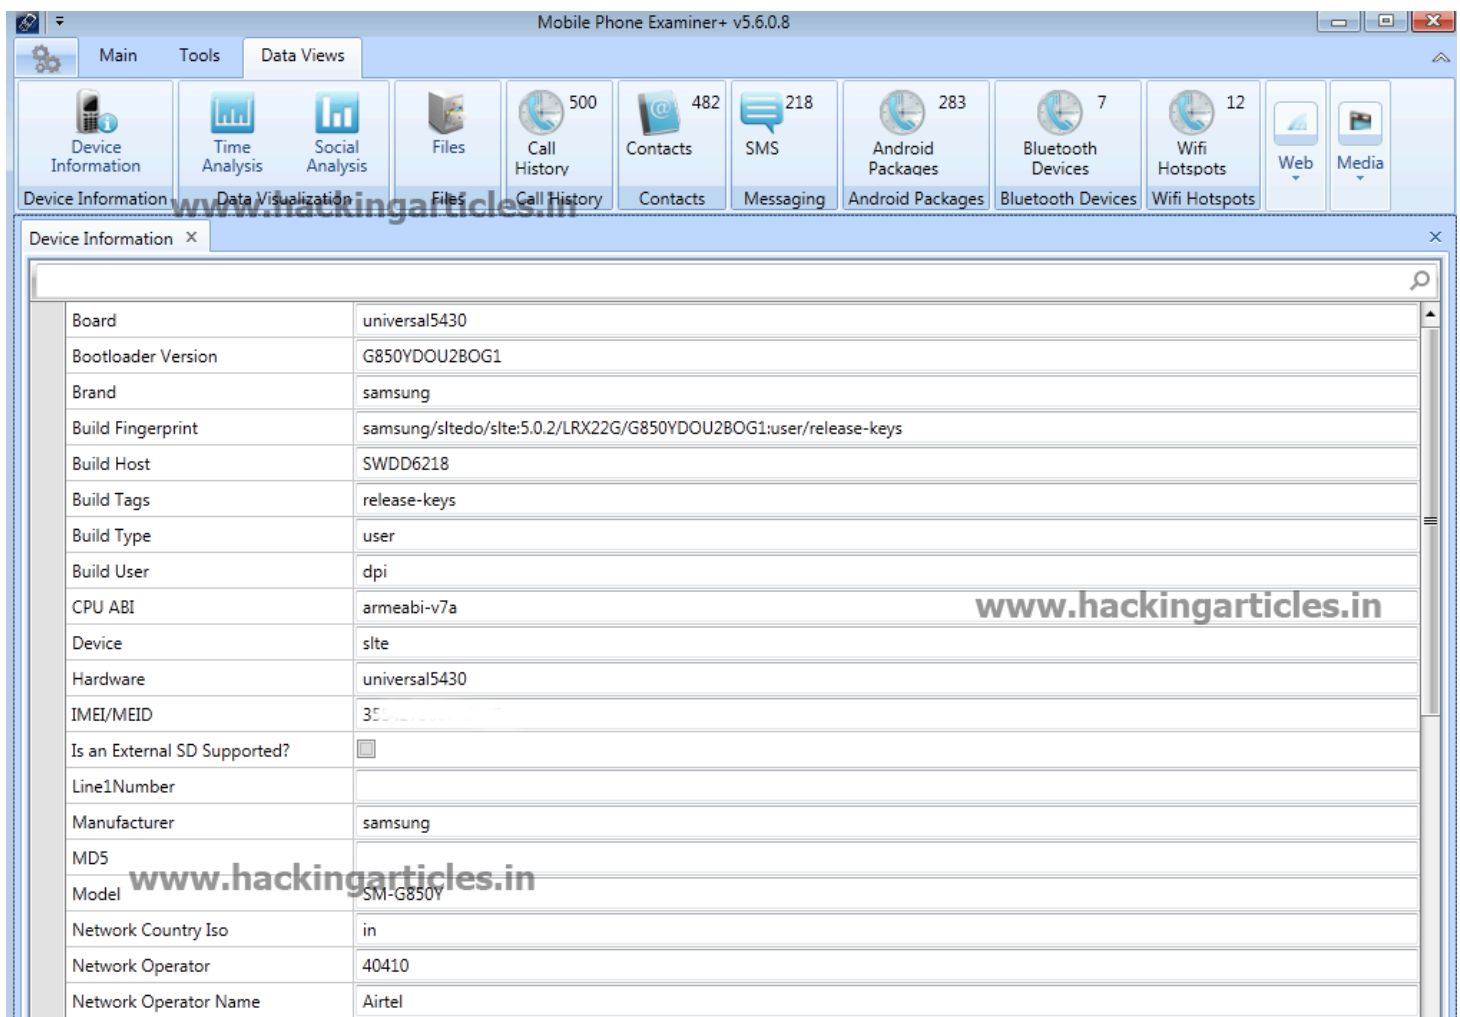 Mobile Phone Examiner+ v5.6.0.8
Main Tools Data Views
500 482 218 283 7 12
Device Information Time Analysis Social Analysis Files Call History Contacts SMS Android Packages Bluetooth Devices Wifi Hotspots Web Media
Device Information Data Visualization Files Call History Contacts Messaging Android Packages Bluetooth Devices Wifi Hotspots
www.hackingarticles.in
Device Information X
Board universal5430
Bootloader Version G850YDOU2BOG1
Brand samsung
Build Fingerprint samsung/sltedo/slte:5.0.2/LRX22G/G850YDOU2BOG1:user/release-keys
Build Host SWDD6218
Build Tags release-keys
Build Type user
Build User dpi
CPU ABI armeabi-v7a
www.hackingarticles.in
Device slte
Hardware universal5430
IMEI/MEID 35
Is an External SD Supported?
Line1Number
Manufacturer samsung
MD5
www.hackingarticles.in
Model SM-G850Y
Network Country Iso in
Network Operator 40410
Network Operator Name Airtel